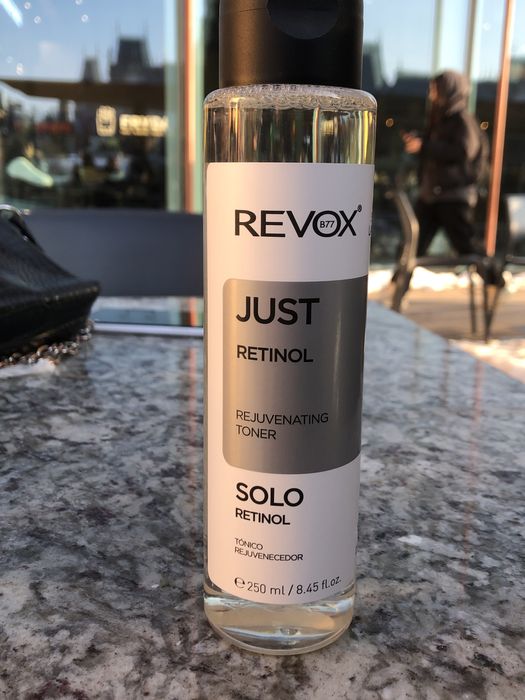 REVOX®
B77
JUST
RETINOL
REJUVENATING
TONER
SOLO
RETINOL
TÓNICO
REJUVENECEDOR
℮ 250 ml / 8.45 fl.oz.